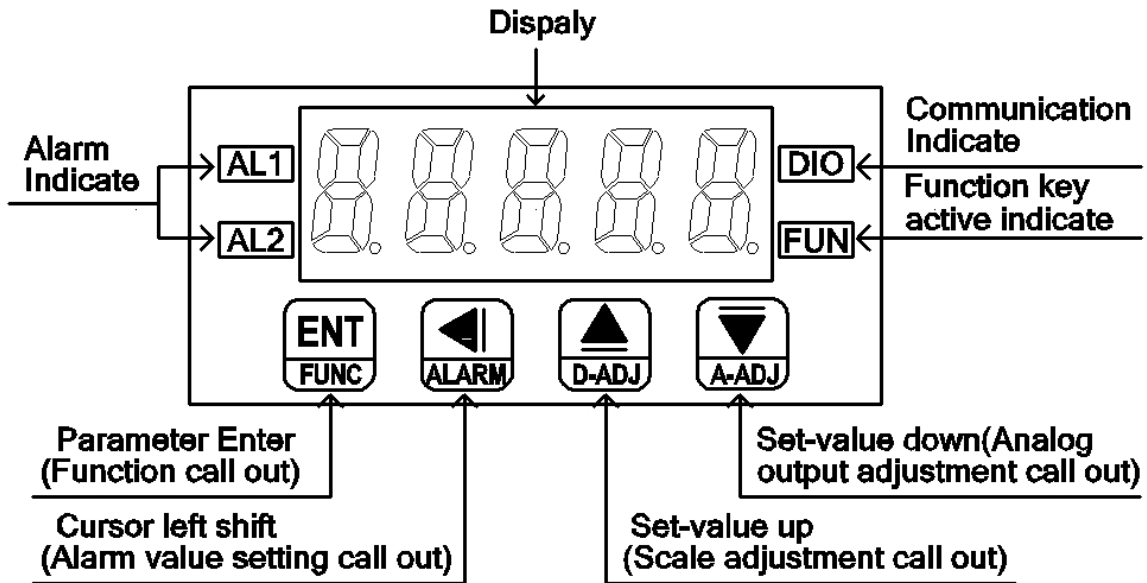 Dispaly
Alarm
Indicate
AL1
AL2
DIO
FUN
Communication
Indicate
Function key
active indicate
ENT
FUNC
ALARM
D-ADJ
A-ADJ
Parameter Enter
(Function call out)
Cursor left shift
(Alarm value setting call out)
Set-value up
(Scale adjustment call out)
Set-value down(Analog
output adjustment call out)